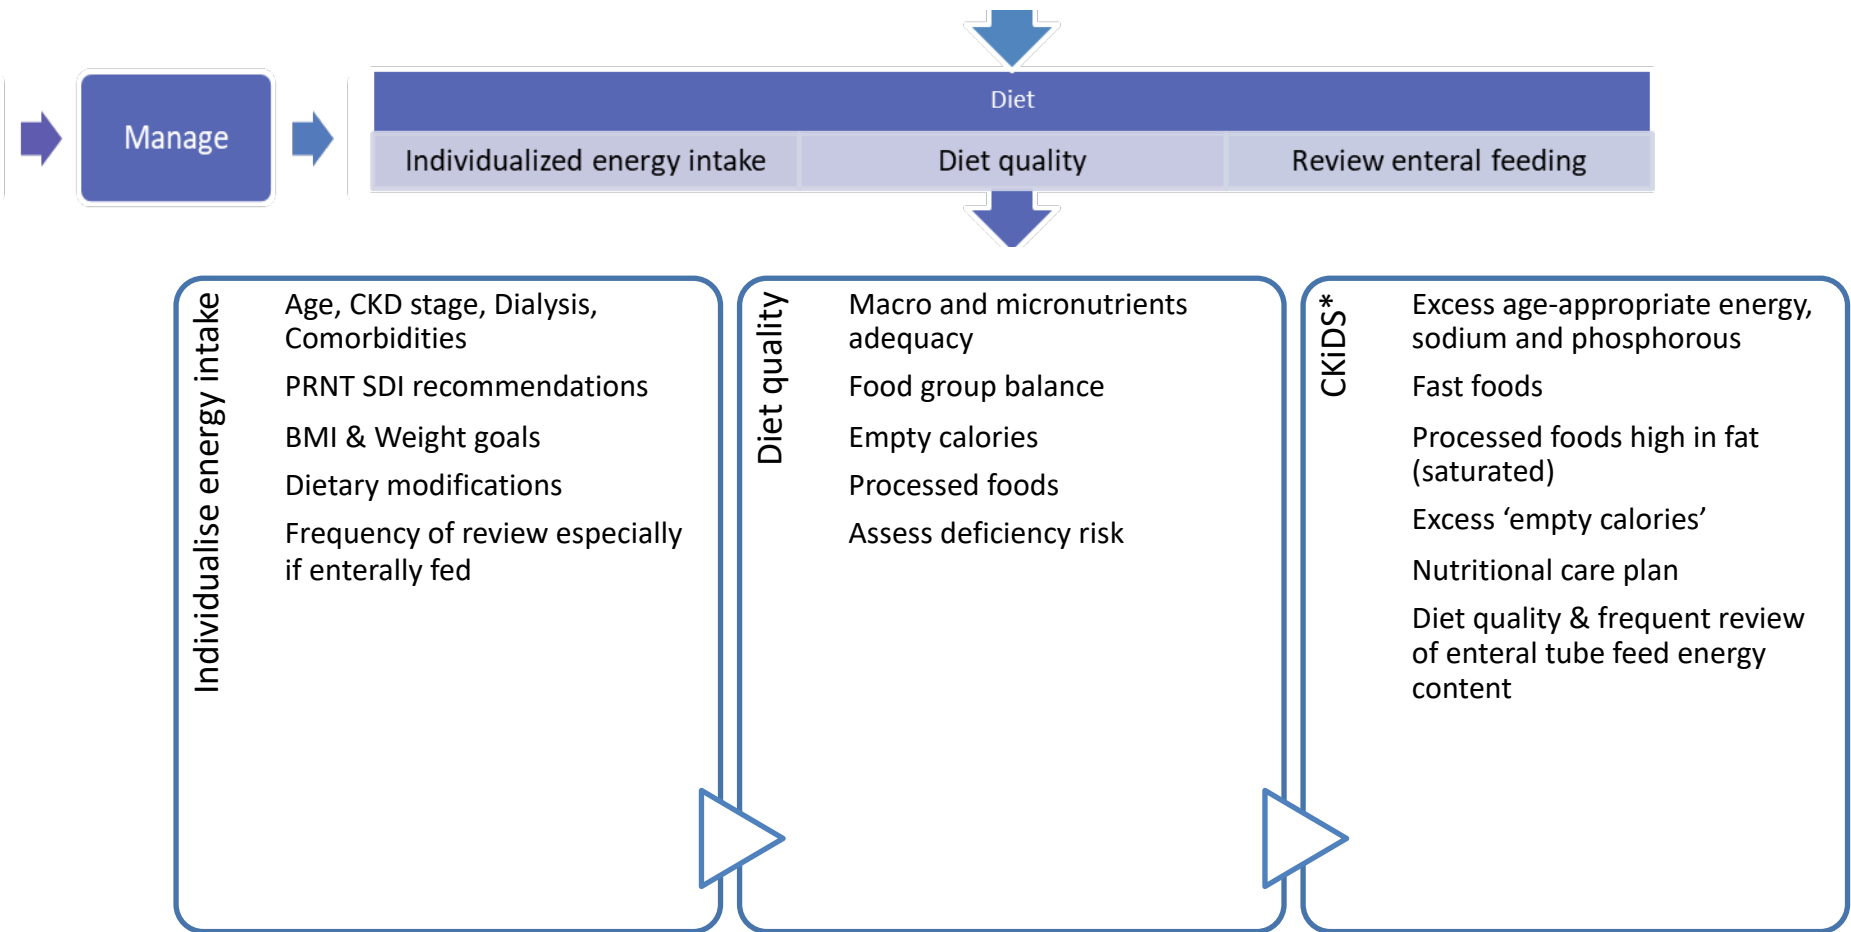 Manage
Diet
Individualized energy intake
Diet quality
Review enteral feeding
Individualise energy intake
Age, CKD stage, Dialysis,
Comorbidities
PRNT SDI recommendations
BMI & Weight goals
Dietary modifications
Frequency of review especially
if enterally fed
Diet quality
Macro and micronutrients
adequacy
Food group balance
Empty calories
Processed foods
Assess deficiency risk
CKiDS*
Excess age-appropriate energy,
sodium and phosphorous
Fast foods
Processed foods high in fat
(saturated)
Excess ‘empty calories’
Nutritional care plan
Diet quality & frequent review
of enteral tube feed energy
content